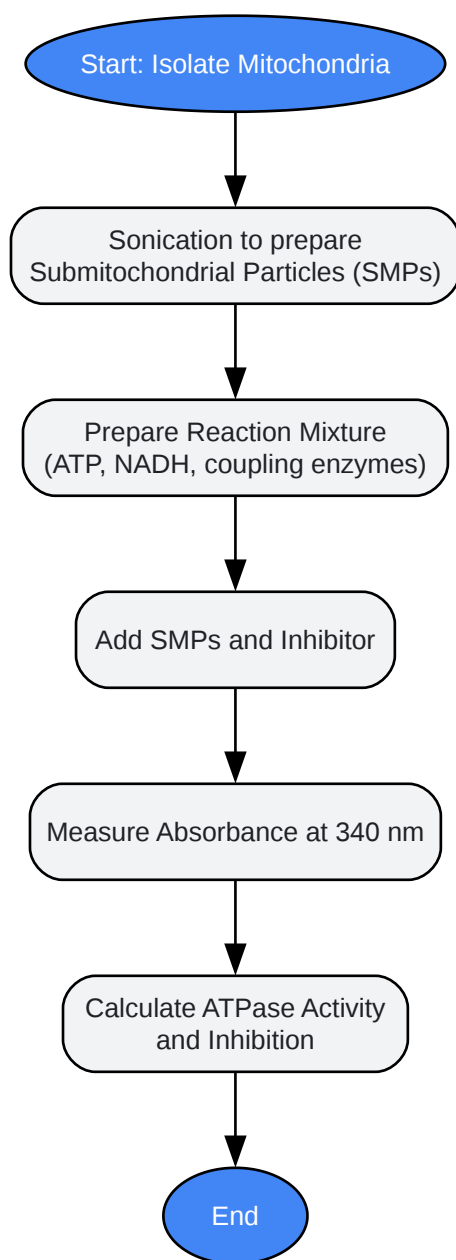 Start: Isolate Mitochondria
Sonication to prepare
Submitochondrial Particles (SMPs)
Prepare Reaction Mixture
(ATP, NADH, coupling enzymes)
Add SMPs and Inhibitor
Measure Absorbance at 340 nm
Calculate ATPase Activity
and Inhibition
End